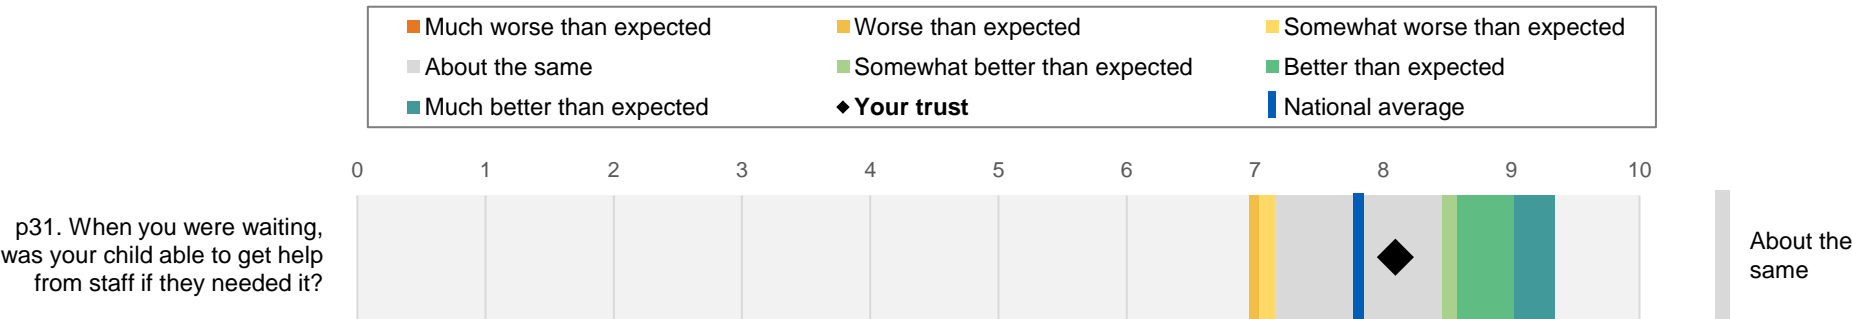 Much worse than expected
Worse than expected
Somewhat worse than expected
About the same
Somewhat better than expected
Better than expected
Much better than expected
Your trust
National average
0 1 2 3 4 5 6 7 8 9 10
p31. When you were waiting,
was your child able to get help
from staff if they needed it?
About the
same